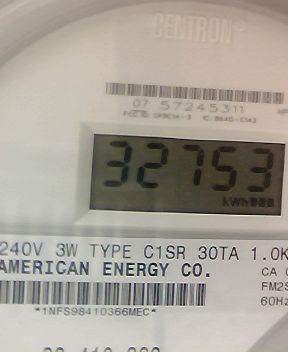 CENTRON®
07 57245311
32753
kWh
240V 3W TYPE C1SR 30TA 1.0K
AMERICAN ENERGY CO.
CA
FM2S
60Hz
*1NFS98410366MEC*